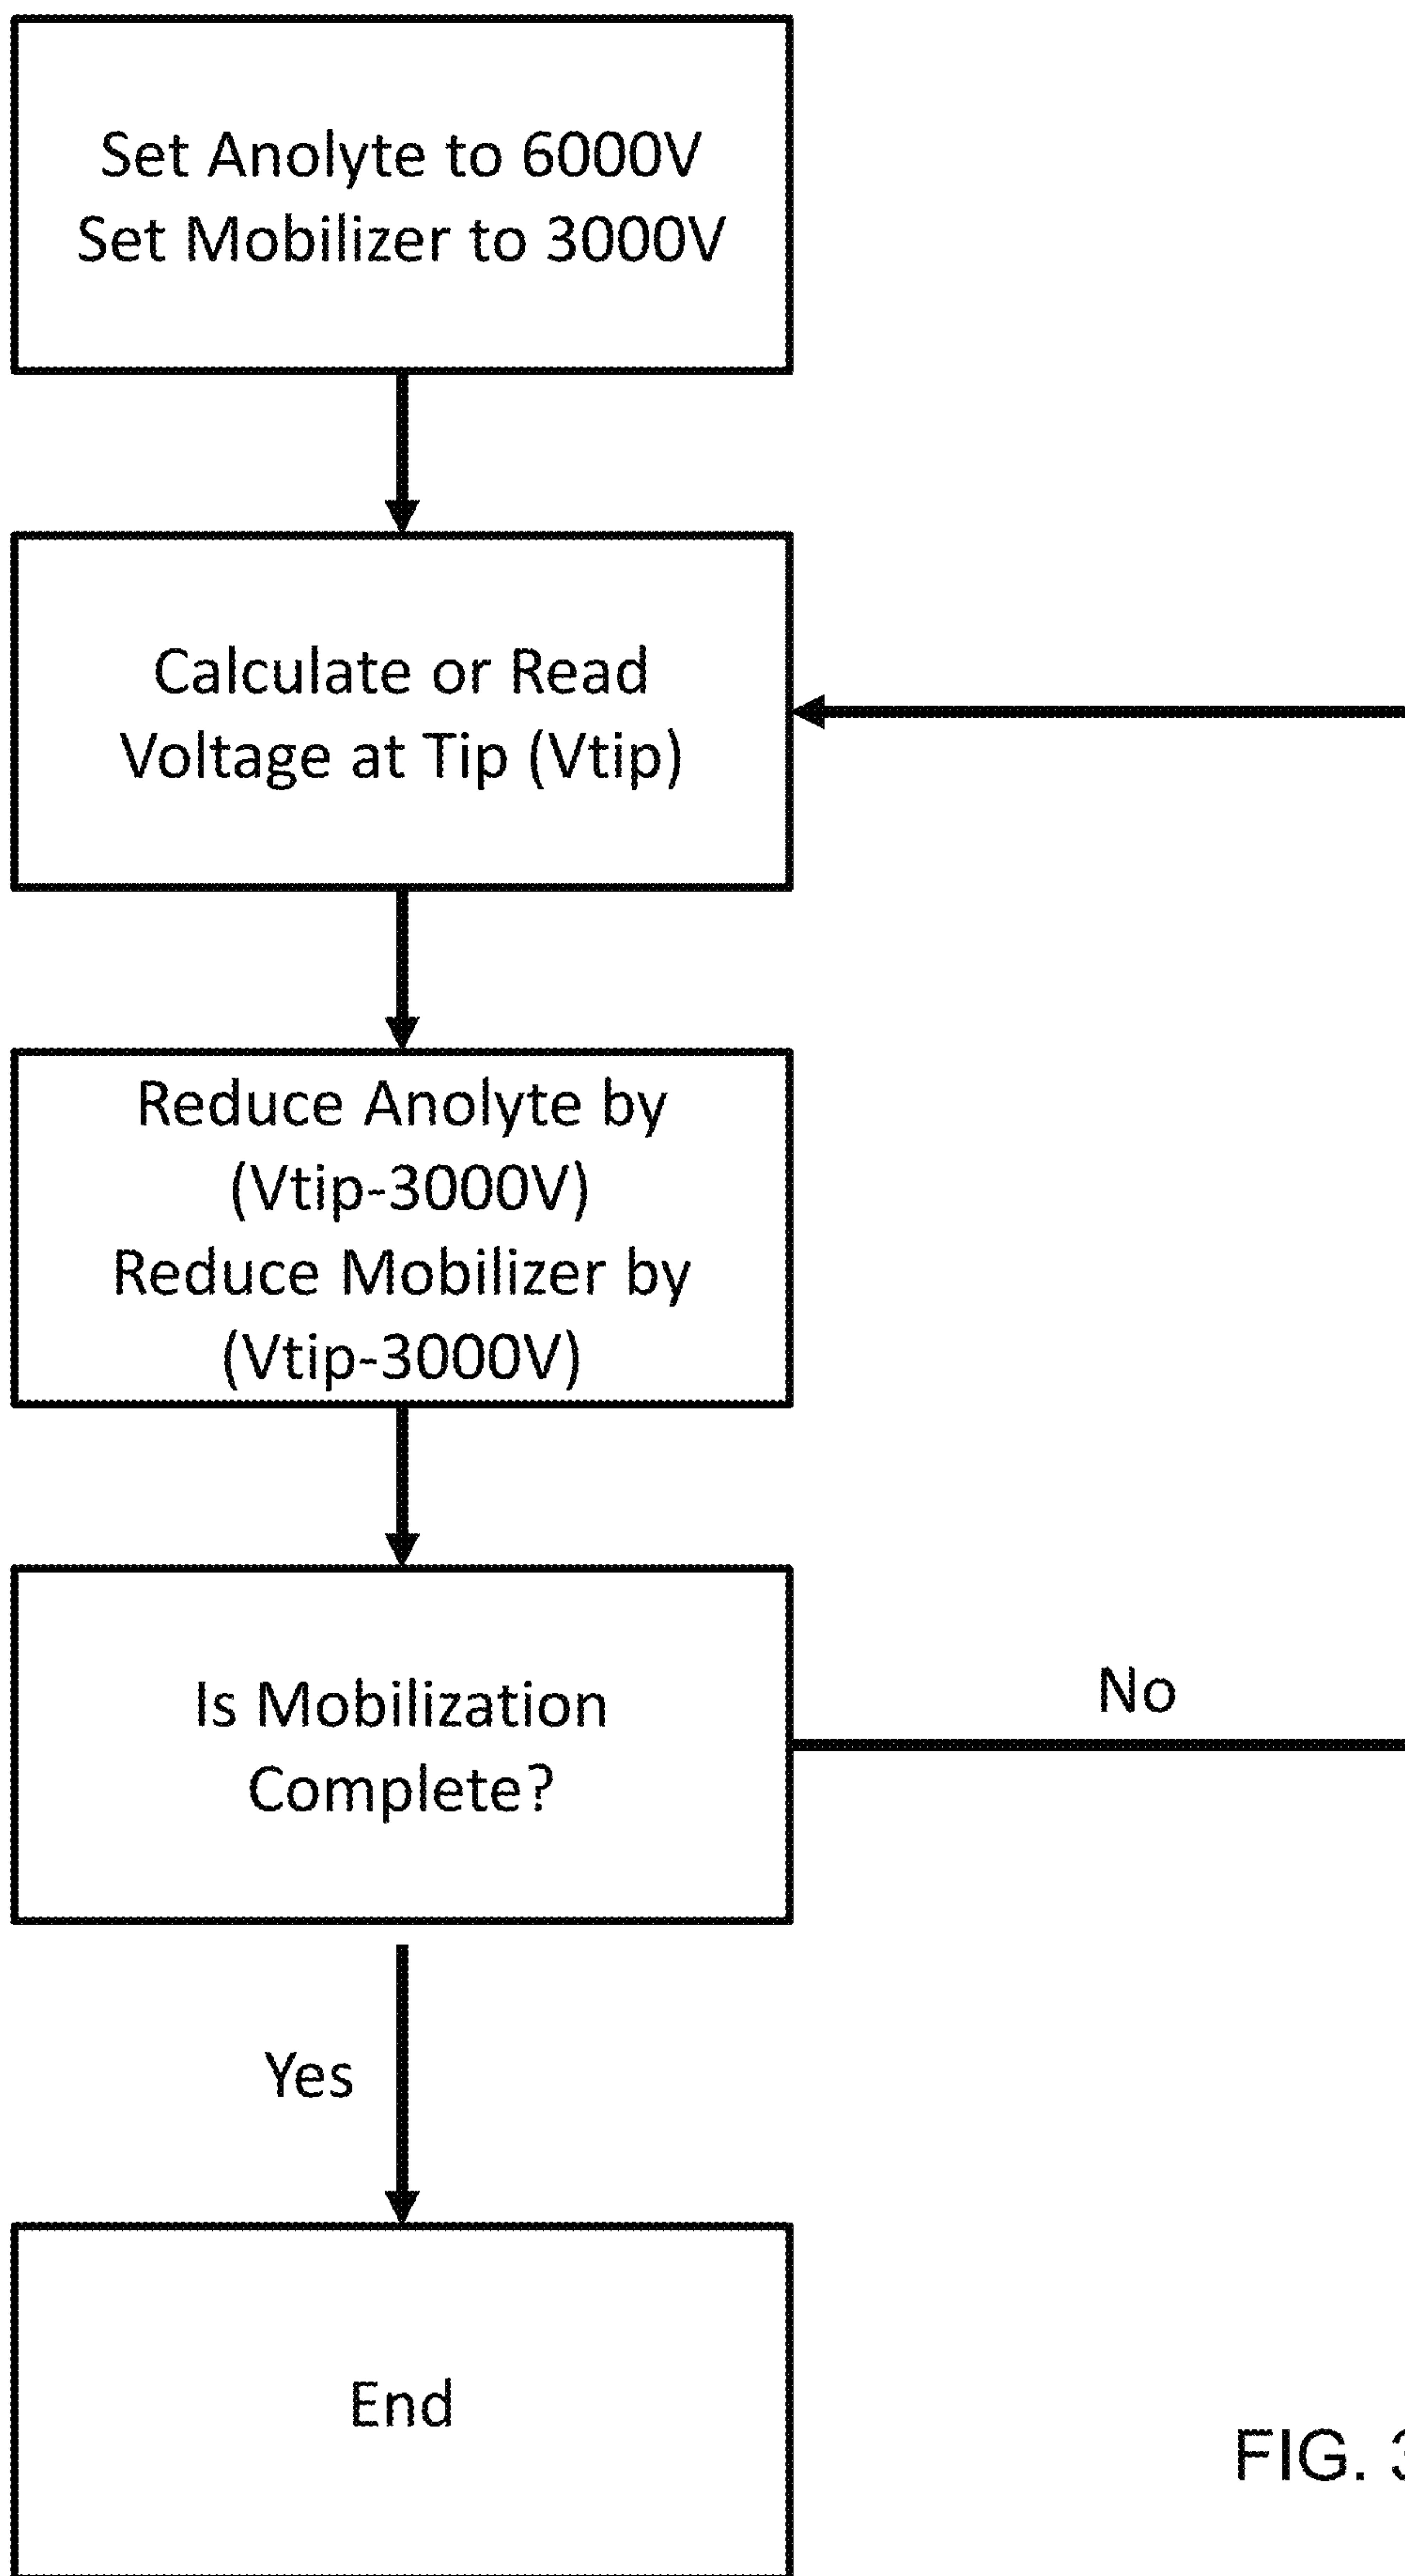 Set Anolyte to 6000V
Set Mobilizer to 3000V
Calculate or Read
Voltage at Tip (Vtip)
Reduce Anolyte by
(Vtip-3000V)
Reduce Mobilizer by
(Vtip-3000V)
Is Mobilization
Complete?
No
Yes
End
FIG.